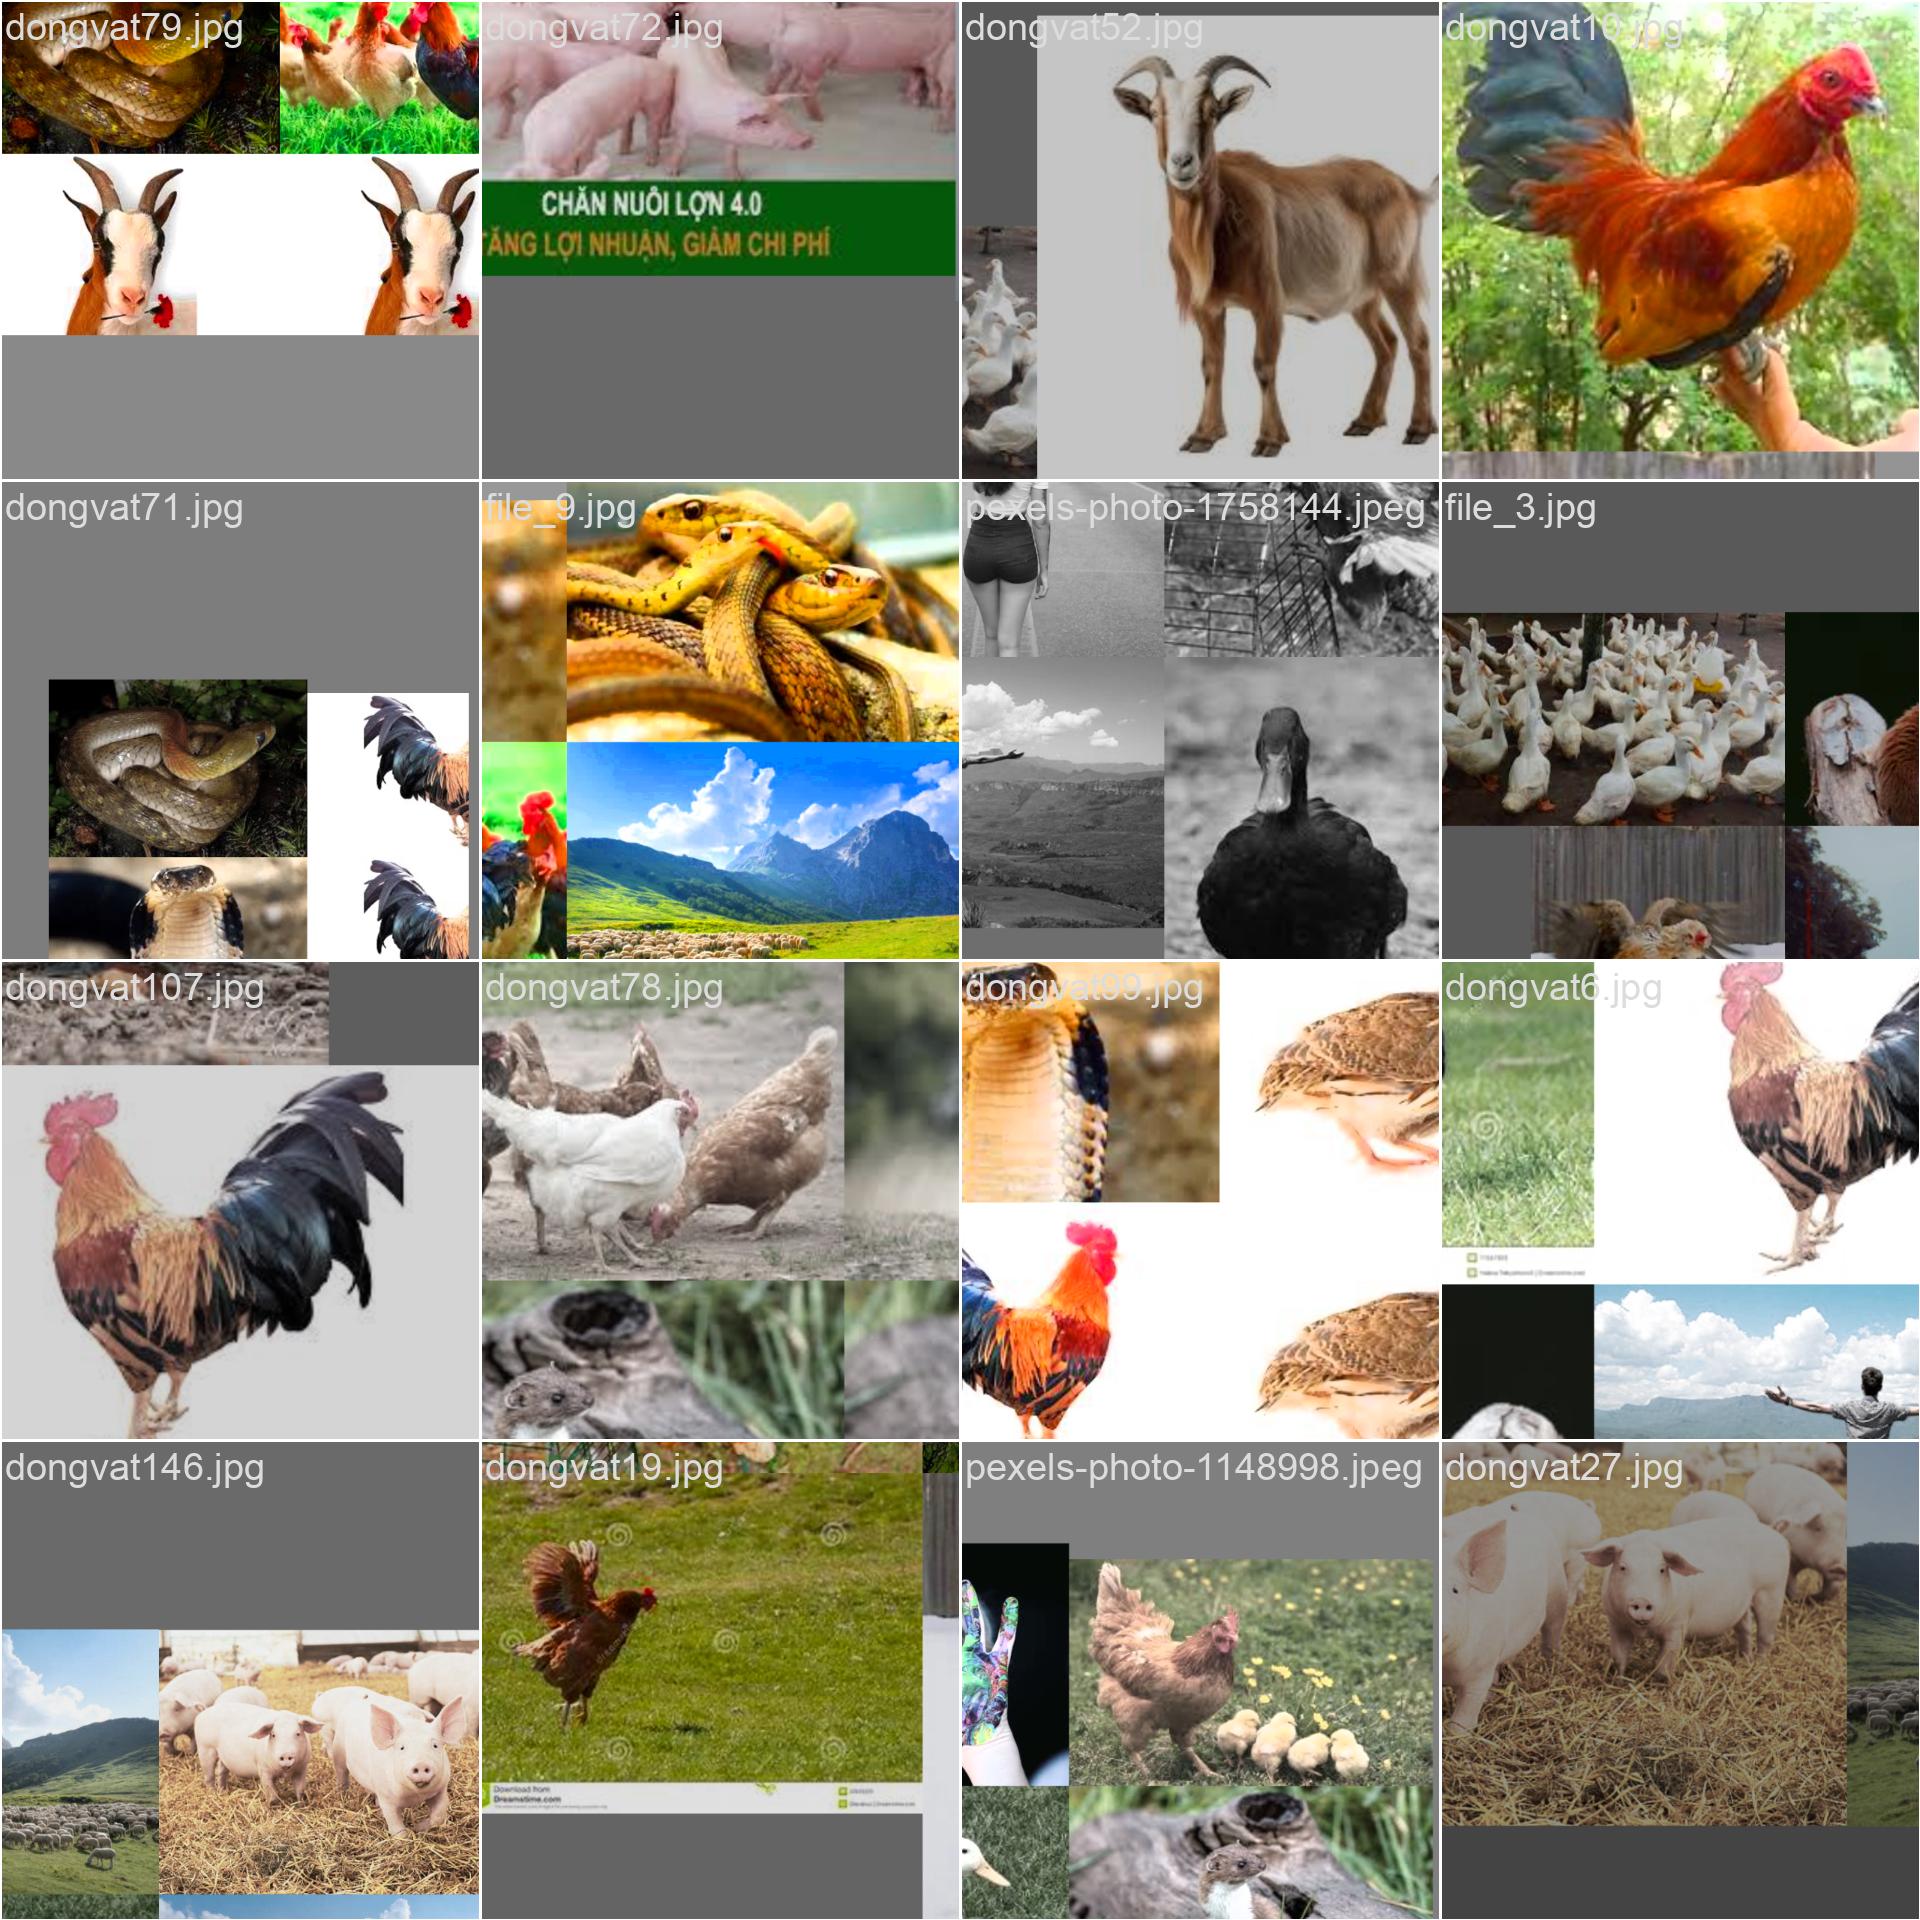 dongvat79.jpg
dongvat72.jpg
dongvat52.jpg
dongvat10.jpg
CHĂN NUÔI LỢN 4.0
TĂNG LỢI NHUẬN, GIẢM CHI PHÍ
dongvat71.jpg
file_9.jpg
pexels-photo-1758144.jpeg
file_3.jpg
dongvat107.jpg
dongvat78.jpg
dongvat99.jpg
dongvat6.jpg
dongvat146.jpg
dongvat19.jpg
pexels-photo-1148998.jpeg
dongvat27.jpg
Download from
Dreamstime.com